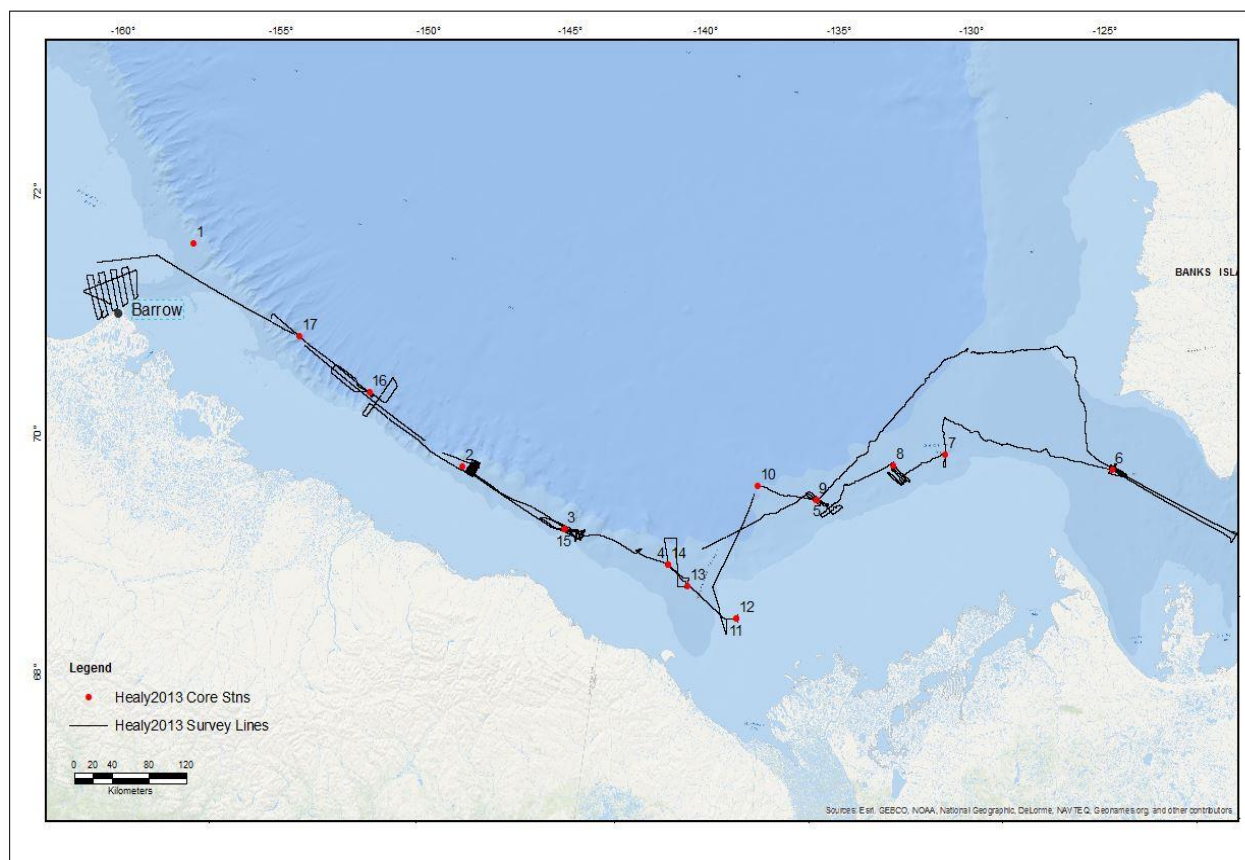 -160° -155° -150° -145° -140° -135° -130° -125°
72°
1
BANKS ISLA
Barrow
17
16
70°
2
10
8
7
6
9
5
3
15
4 14
13
12
11
68°
Legend
Healy2013 Core Stns
Healy2013 Survey Lines
0 20 40 80 120
Kilometers
Sources: Esri, GEBCO, NOAA, National Geographic, DeLorme, NAVTEQ, Geonames.org, and other contributors